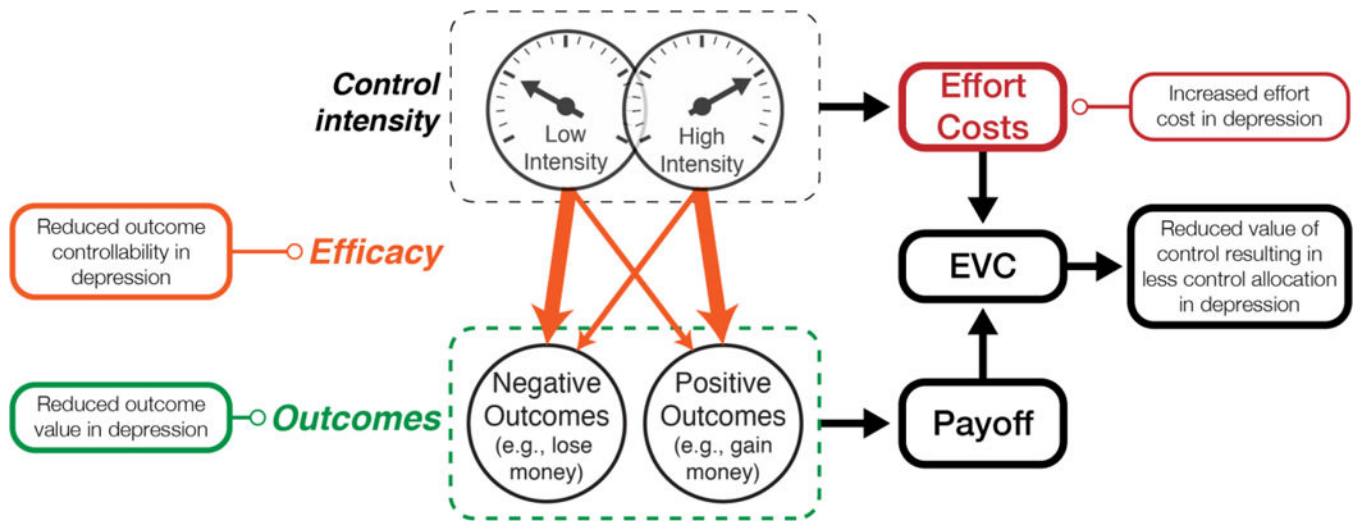 Control
intensity
Low
Intensity
High
Intensity
Effort
Costs
Increased effort
cost in depression
Reduced outcome
controllability in
depression
Efficacy
EVC
Reduced value of
control resulting in
less control allocation
in depression
Reduced outcome
value in depression
Outcomes
Negative
Outcomes
(e.g., lose
money)
Positive
Outcomes
(e.g., gain
money)
Payoff